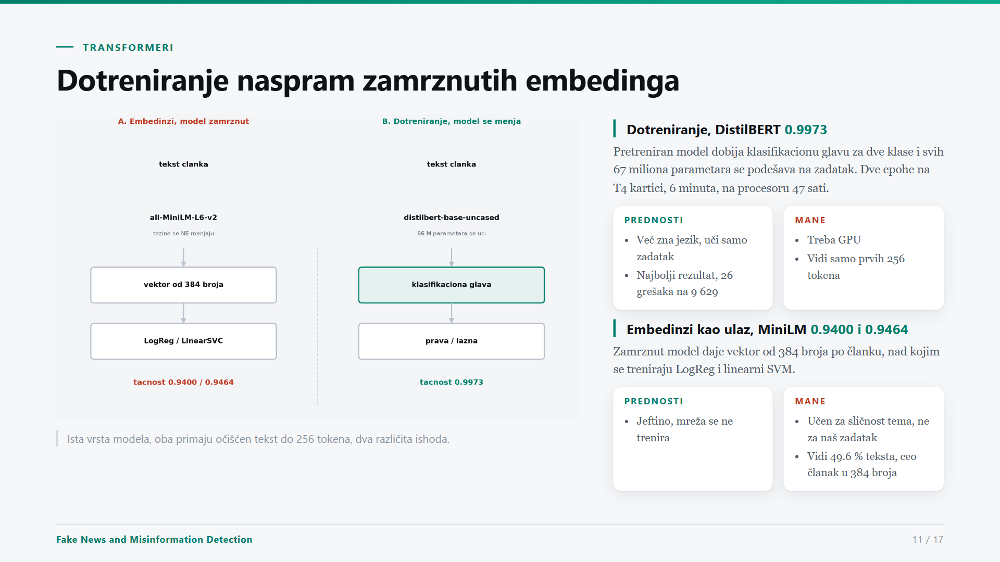 TRANSFORMERI
Dotreniranje naspram zamrznutih embedinga
A. Embedinzi, model zamrznut
tekst clanka
all-MiniLM-L6-v2
tezine se NE menjaju
vektor od 384 broja
LogReg / LinearSVC
tacnost 0.9400 / 0.9464
B. Dotreniranje, model se menja
tekst clanka
distilbert-base-uncased
66 M parametara se uci
klasifikaciona glava
prava / lazna
tacnost 0.9973
Ista vrsta modela, oba primaju očišćen tekst do 256 tokena, dva različita ishoda.
Dotreniranje, DistilBERT 0.9973
Pretreniran model dobija klasifikacionu glavu za dve klase i svih
67 miliona parametara se podešava na zadatak. Dve epohe na
T4 kartici, 6 minuta, na procesoru 47 sati.
PREDNOSTI
• Već zna jezik, uči samo
zadatak
• Najbolji rezultat, 26
grešaka na 9 629
MANE
• Treba GPU
• Vidi samo prvih 256
tokena
Embedinzi kao ulaz, MiniLM 0.9400 i 0.9464
Zamrznut model daje vektor od 384 broja po članku, nad kojim
se treniraju LogReg i linearni SVM.
PREDNOSTI
• Jeftino, mreža se ne
trenira
MANE
• Učen za sličnost tema, ne
za naš zadatak
• Vidi 49.6 % teksta, ceo
članak u 384 broja
Fake News and Misinformation Detection
11 / 17